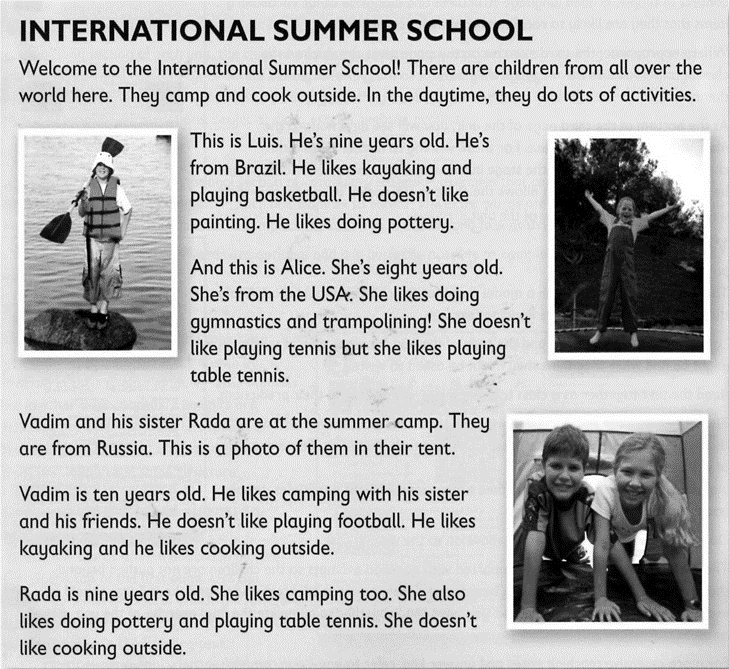 INTERNATIONAL SUMMER SCHOOL
Welcome to the International Summer School! There are children from all over the
world here. They camp and cook outside. In the daytime, they do lots of activities.
This is Luis. He's nine years old. He's
from Brazil. He likes kayaking and
playing basketball. He doesn't like
painting. He likes doing pottery.
And this is Alice. She's eight years old.
She's from the USA. She likes doing
gymnastics and trampolining! She doesn't
like playing tennis but she likes playing
table tennis.
Vadim and his sister Rada are at the summer camp. They
are from Russia. This is a photo of them in their tent.
Vadim is ten years old. He likes camping with his sister
and his friends. He doesn't like playing football. He likes
kayaking and he likes cooking outside.
Rada is nine years old. She likes camping too. She also
likes doing pottery and playing table tennis. She doesn't
like cooking outside.